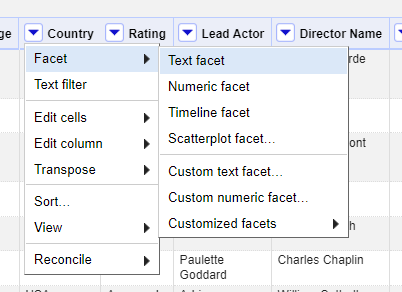 ge Country Rating Lead Actor Director Name
Facet
Text filter
Edit cells
Edit column
Transpose
Sort...
View
Reconcile
Text facet
Numeric facet
Timeline facet
Scatterplot facet...
Custom text facet...
Custom numeric facet...
Customized facets
rde
ont
h
Paulette Charles Chaplin
Goddard